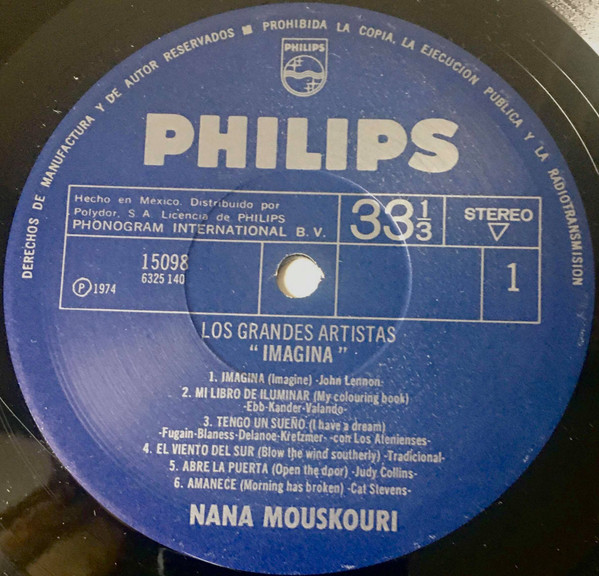 DERECHOS DE MANUFACTURA Y DE AUTOR RESERVADOS ■ PROHIBIDA LA COPIA, LA EJECUCION PUBLICA Y LA RADIOTRANSMISION
PHILIPS
PHILIPS
Hecho en Mexico. Distribuido por
Polydor, S. A. Licencia de PHILIPS
PHONOGRAM INTERNATIONAL B. V.
33 1/3
STEREO
15098
6325 140
Ⓟ 1974
1
LOS GRANDES ARTISTAS
" IMAGINA "
1. IMAGINA (Imagine) -John Lennon-
2. MI LIBRO DE ILUMINAR (My colouring book)
-Ebb-Kander-Valando-
3. TENGO UN SUEÑO (I have a dream)
-Fugain-Blaness-Delanoe-Kretzmer- -con Los Atenienses-
4. EL VIENTO DEL SUR (Blow the wind southerly) -Tradicional-
5. ABRE LA PUERTA (Open the door) -Judy Collins-
6. AMANECE (Morning has broken) -Cat Stevens-
NANA MOUSKOURI